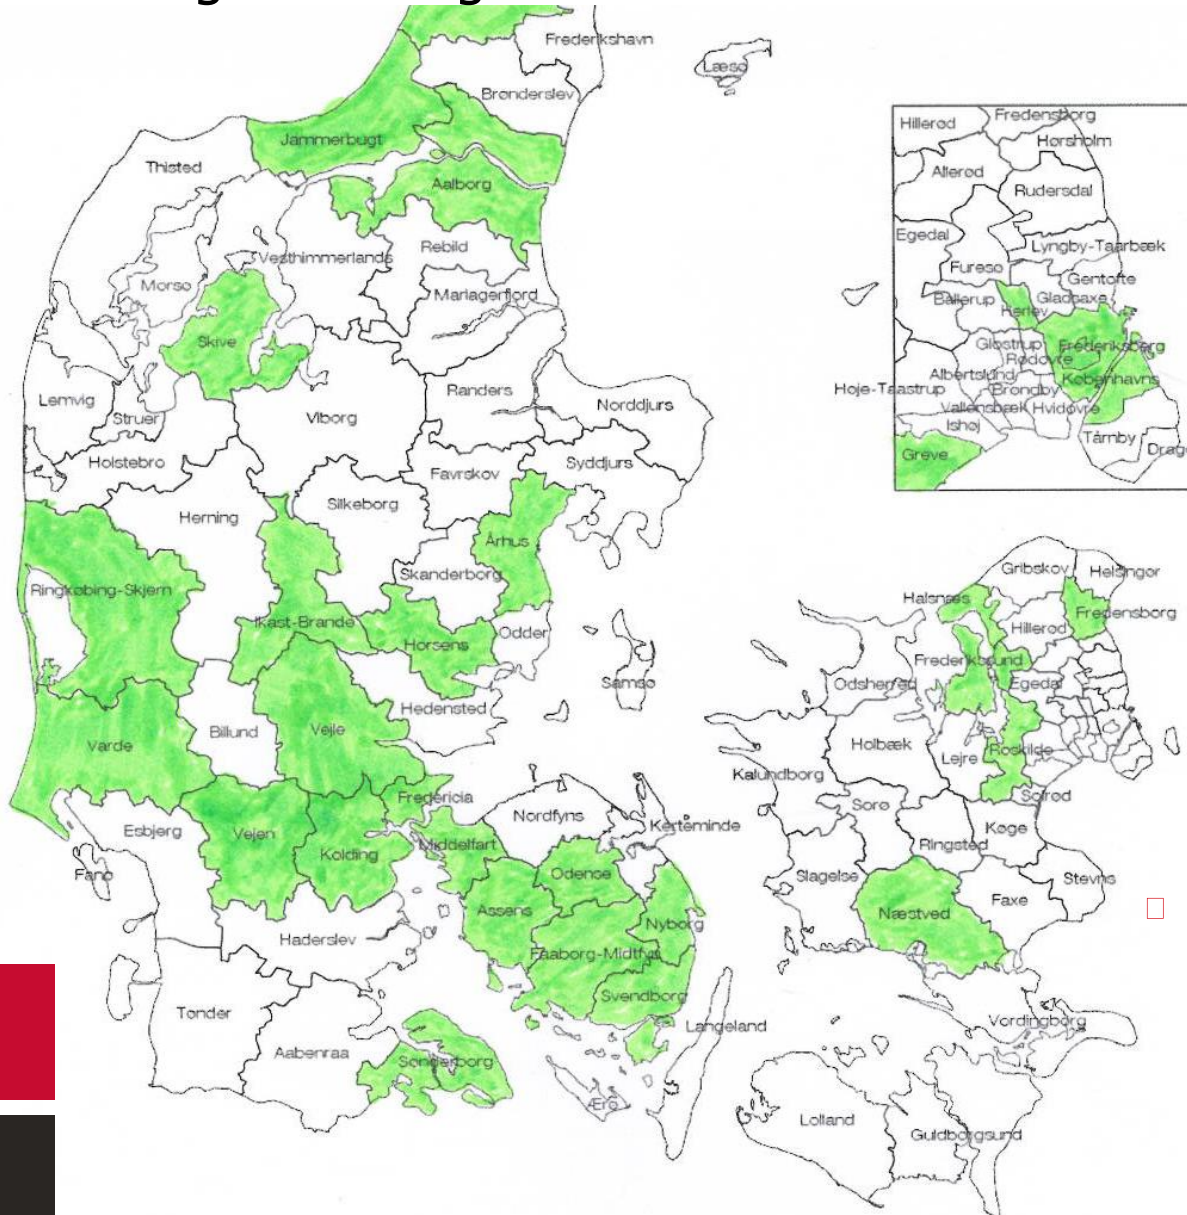 Frederikshavn
Læsø
Brønderslev
Jammerbugt
Thisted
Aalborg
Rebild
Vesthimmerlands
Morsø
Mariagerfjord
Skive
Lemvig
Struer
Viborg
Randers
Norddjurs
Holstebro
Favrskov
Syddjurs
Herning
Silkeborg
Århus
Skanderborg
Ringkøbing-Skjern
Ikast-Brande
Horsens
Odder
Samsø
Hedensted
Varde
Billund
Vejle
Fredericia
Esbjerg
Vejen
Kolding
Middelfart
Nordfyns
Kerteminde
Fanø
Odense
Assens
Nyborg
Haderslev
Faaborg-Midtfyn
Svendborg
Langeland
Tønder
Aabenraa
Sønderborg
Ærø
Hillerød
Fredensborg
Hørsholm
Allerød
Rudersdal
Egedal
Lyngby-Taarbæk
Furesø
Gentofte
Ballerup
Gladsaxe
Herlev
Glostrup
Frederiksberg
Rødovre
Albertslund
Københavns
Høje-Taastrup
Brøndby
Vallensbæk
Hvidovre
Ishøj
Tårnby
Greve
Drag
Gribskov
Helsingør
Halsnæs
Fredensborg
Hillerød
Frederikssund
Odsherred
Egedal
Holbæk
Lejre
Roskilde
Kalundborg
Sorø
Solrød
Køge
Ringsted
Slagelse
Stevns
Næstved
Faxe
Vordingborg
Lolland
Guldborgsund